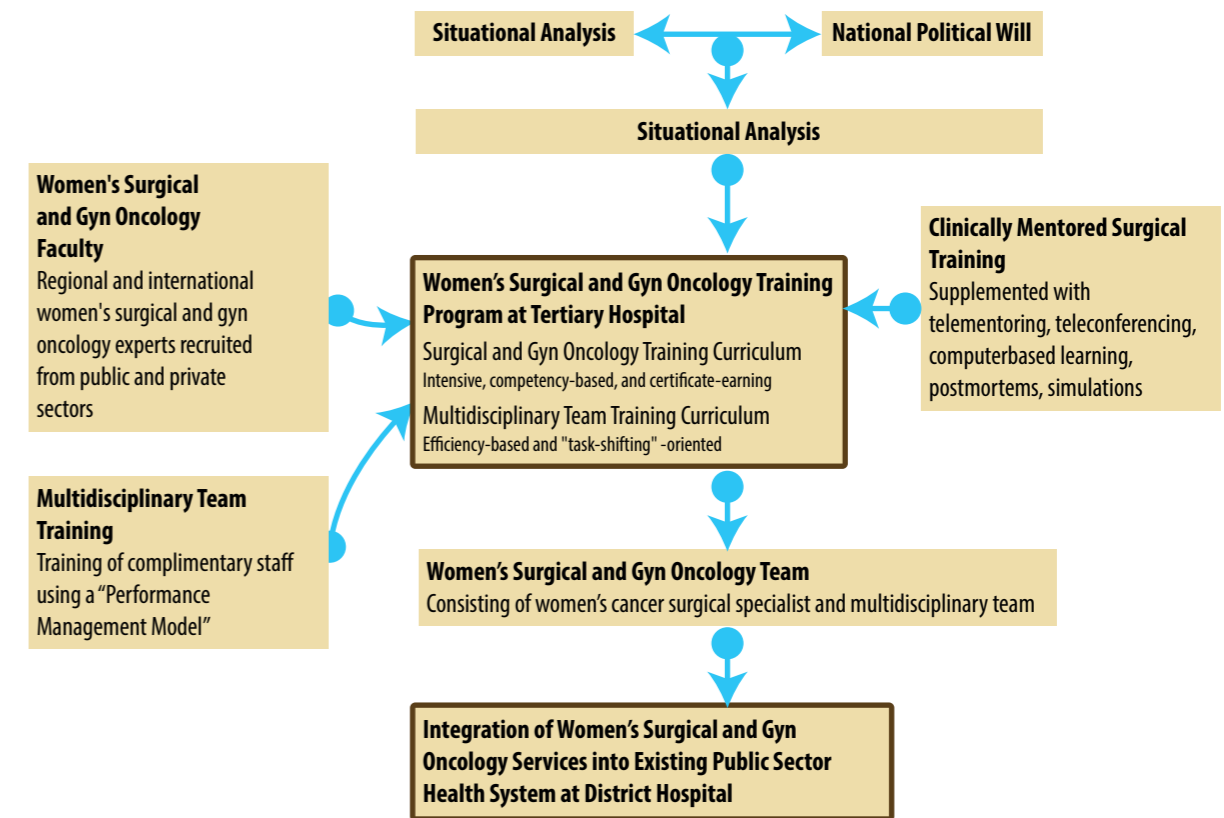 Situational Analysis
National Political Will
Situational Analysis
Women's Surgical
and Gyn Oncology
Faculty
Regional and international
women's surgical and gyn
oncology experts recruited
from public and private
sectors
Clinically Mentored Surgical
Training
Supplemented with
telementoring, teleconferencing,
computerbased learning,
postmortems, simulations
Women’s Surgical and Gyn Oncology Training
Program at Tertiary Hospital
Surgical and Gyn Oncology Training Curriculum
Intensive, competency-based, and certificate-earning
Multidisciplinary Team Training Curriculum
Efficiency-based and "task-shifting" -oriented
Multidisciplinary Team
Training
Training of complimentary staff
using a “Performance
Management Model”
Women’s Surgical and Gyn Oncology Team
Consisting of women’s cancer surgical specialist and multidisciplinary team
Integration of Women’s Surgical and Gyn
Oncology Services into Existing Public Sector
Health System at District Hospital